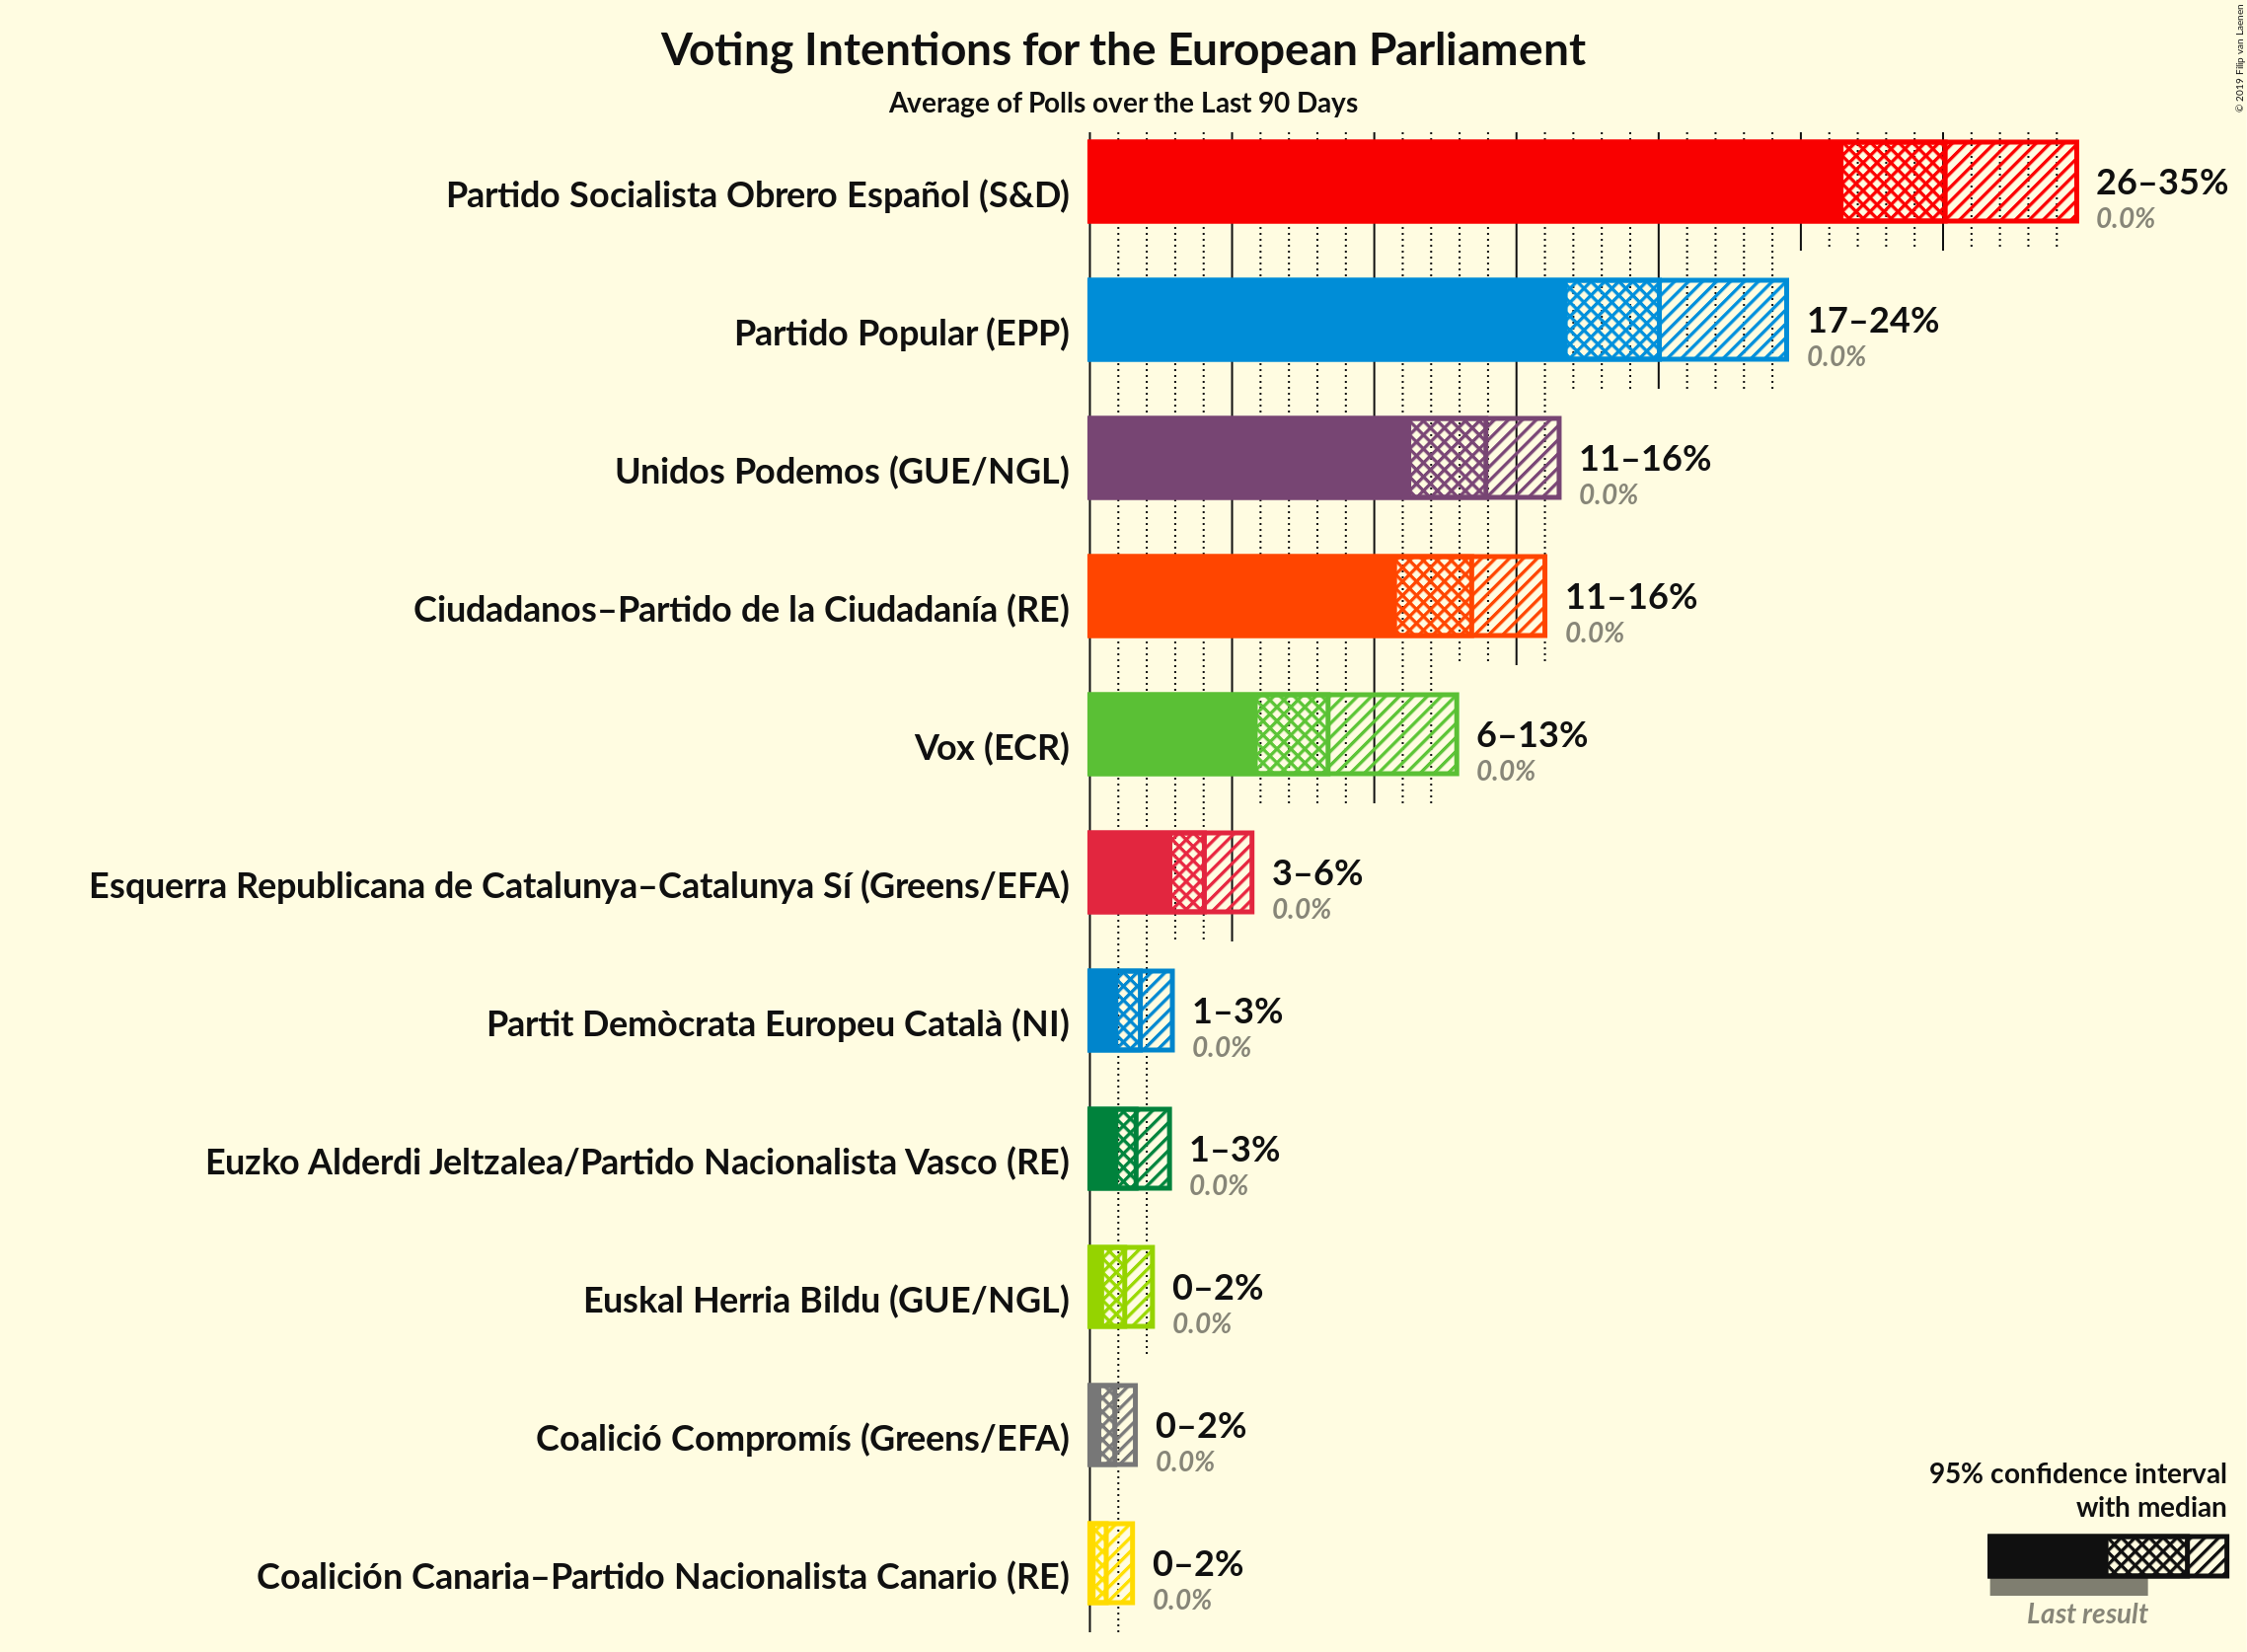 Voting Intentions for the European Parliament
Average of Polls over the Last 90 Days
© 2019 Filip van Laenen
Partido Socialista Obrero Español (S&D)
26–35%
0.0%
Partido Popular (EPP)
17–24%
0.0%
Unidos Podemos (GUE/NGL)
11–16%
0.0%
Ciudadanos–Partido de la Ciudadanía (RE)
11–16%
0.0%
Vox (ECR)
6–13%
0.0%
Esquerra Republicana de Catalunya–Catalunya Sí (Greens/EFA)
3–6%
0.0%
Partit Demòcrata Europeu Català (NI)
1–3%
0.0%
Euzko Alderdi Jeltzalea/Partido Nacionalista Vasco (RE)
1–3%
0.0%
Euskal Herria Bildu (GUE/NGL)
0–2%
0.0%
Coalició Compromís (Greens/EFA)
0–2%
0.0%
Coalición Canaria–Partido Nacionalista Canario (RE)
0–2%
0.0%
95% confidence interval
with median
Last result